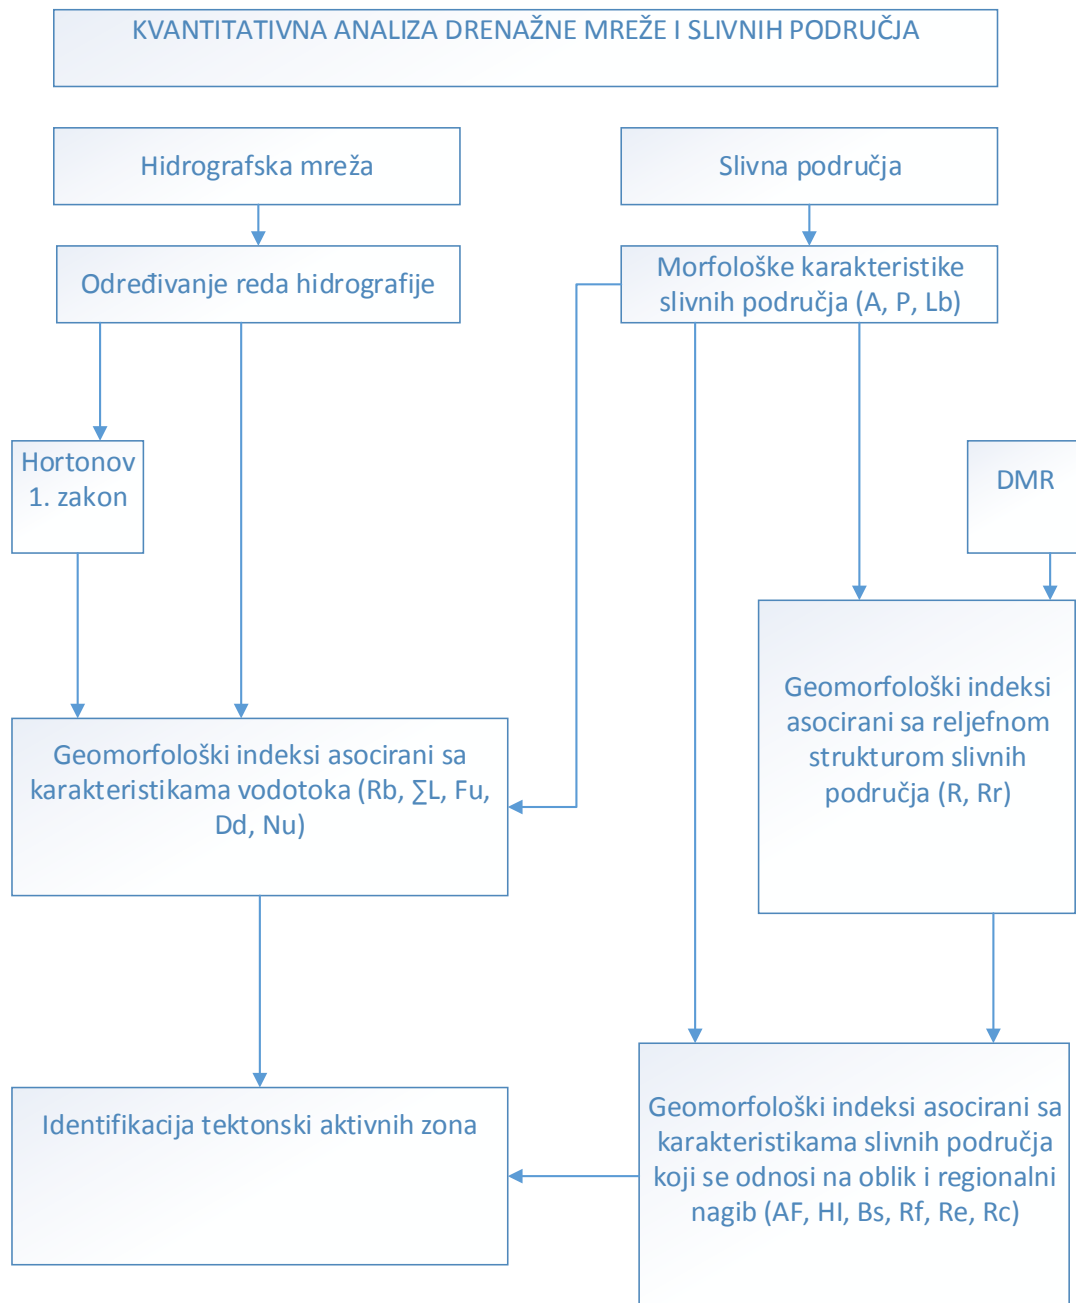 KVANTITATIVNA ANALIZA DRENAŽNE MREŽE I SLIVNIH PODRUČJA
Hidrografska mreža
Slivna područja
Određivanje reda hidrografije
Morfološke karakteristike
slivnih područja (A, P, Lb)
Hortonov
1. zakon
DMR
Geomorfološki indeksi
asocirani sa reljefnom
strukturom slivnih
područja (R, Rr)
Geomorfološki indeksi asocirani sa
karakteristikama vodotoka (Rb, ∑L, Fu,
Dd, Nu)
Identifikacija tektonski aktivnih zona
Geomorfološki indeksi asocirani sa
karakteristikama slivnih područja
koji se odnosi na oblik i regionalni
nagib (AF, HI, Bs, Rf, Re, Rc)